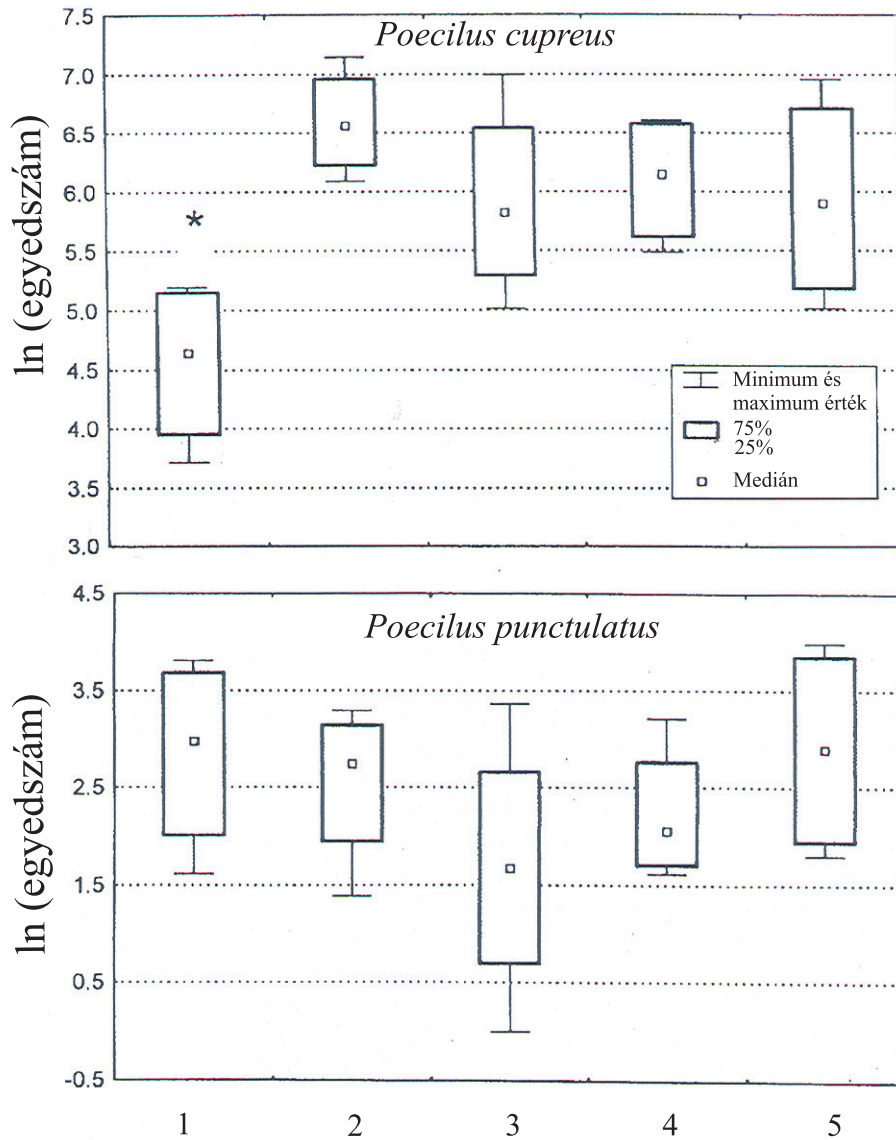 Poecilus cupreus
ln (egyedszám)
7.5
7.0
6.5
6.0
5.5
5.0
4.5
4.0
3.5
3.0
*
Minimum és
maximum érték
75%
25%
Medián
Poecilus punctulatus
ln (egyedszám)
4.5
3.5
2.5
1.5
0.5
-0.5
1 2 3 4 5